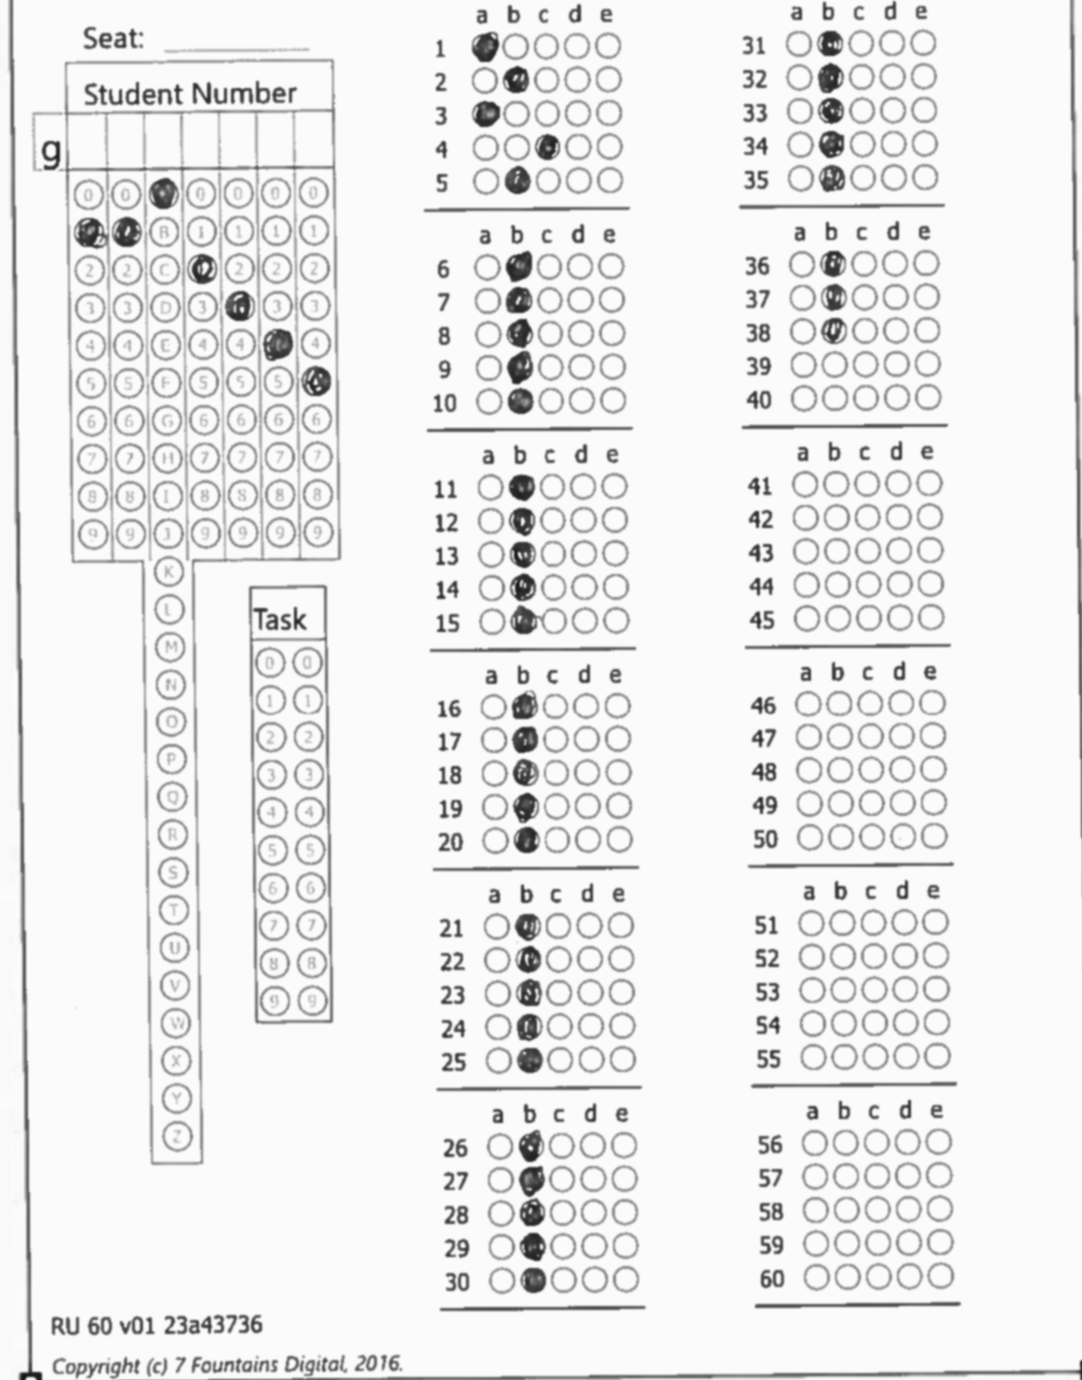 Seat:
Student Number
g
0 0 0 0 0 0
B 1 1 1 1
2 2 C 2 2 2
3 3 D 3 3 3
4 4 E 4 4 4
5 5 F 5 5 5
6 6 G 6 6 6 6
7 7 H 7 7 7 7
8 8 I 8 8 8 8
9 9 J 9 9 9 9
K
L
M
N
O
P
Q
R
S
T
U
V
W
X
Y
Z
Task
0 0
1 1
2 2
3 3
4 4
5 5
6 6
7 7
8 8
9 9
a b c d e
1
2
3
4
5
a b c d e
6
7
8
9
10
a b c d e
11
12
13
14
15
a b c d e
16
17
18
19
20
a b c d e
21
22
23
24
25
a b c d e
26
27
28
29
30
a b c d e
31
32
33
34
35
a b c d e
36
37
38
39
40
a b c d e
41
42
43
44
45
a b c d e
46
47
48
49
50
a b c d e
51
52
53
54
55
a b c d e
56
57
58
59
60
RU 60 v01 23a43736
Copyright (c) 7 Fountains Digital, 2016.